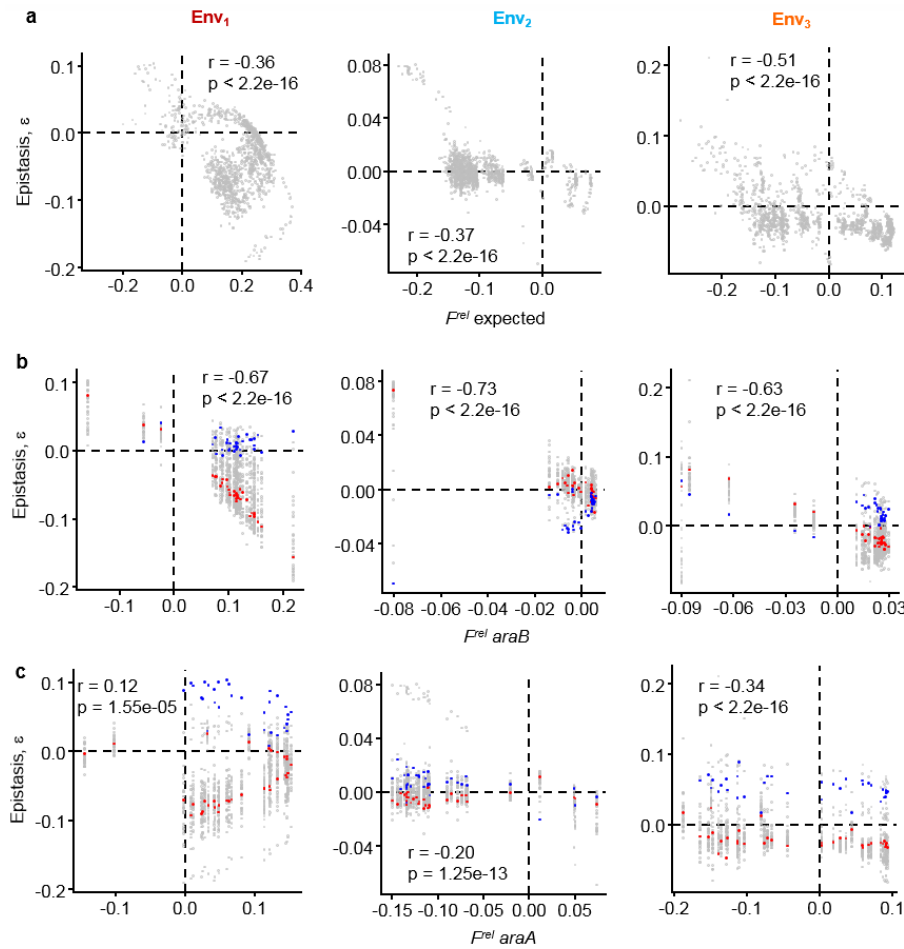 Env₁ Env₂ Env₃
a
r = -0.36
p < 2.2e-16
r = -0.37
p < 2.2e-16
r = -0.51
p < 2.2e-16
Epistasis, ε
0.1
0.0
-0.1
-0.2
0.08
0.04
0.00
-0.04
0.2
0.1
0.0
-0.2 0.0 0.2 0.4
-0.2 -0.1 0.0
-0.2 -0.1 0.0 0.1
F^rel expected
b
r = -0.67
p < 2.2e-16
r = -0.73
p < 2.2e-16
r = -0.63
p < 2.2e-16
Epistasis, ε
0.1
0.0
-0.1
-0.2
0.08
0.04
0.00
-0.04
0.2
0.1
0.0
-0.1 0.0 0.1 0.2
-0.08 -0.06 -0.04 -0.02 0.00
-0.09 -0.06 -0.03 0.00 0.03
F^rel araB
c
r = 0.12
p = 1.55e-05
r = -0.20
p = 1.25e-13
r = -0.34
p < 2.2e-16
Epistasis, ε
0.1
0.0
-0.1
-0.2
0.08
0.04
0.00
-0.04
0.2
0.1
0.0
-0.1 0.0 0.1
-0.15 -0.10 -0.05 0.00 0.05
-0.2 -0.1 0.0 0.1
F^rel araA